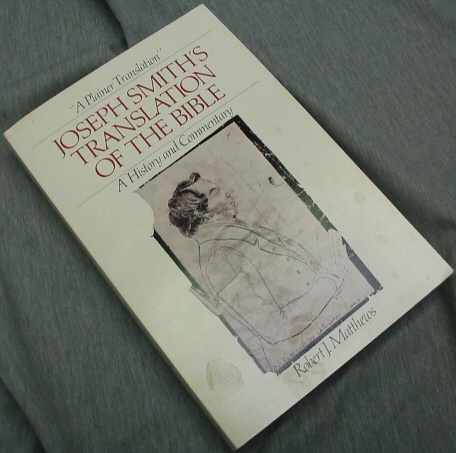 "A Plainer Translation"
JOSEPH SMITH'S
TRANSLATION
OF THE BIBLE
A History and Commentary
Robert J. Matthews